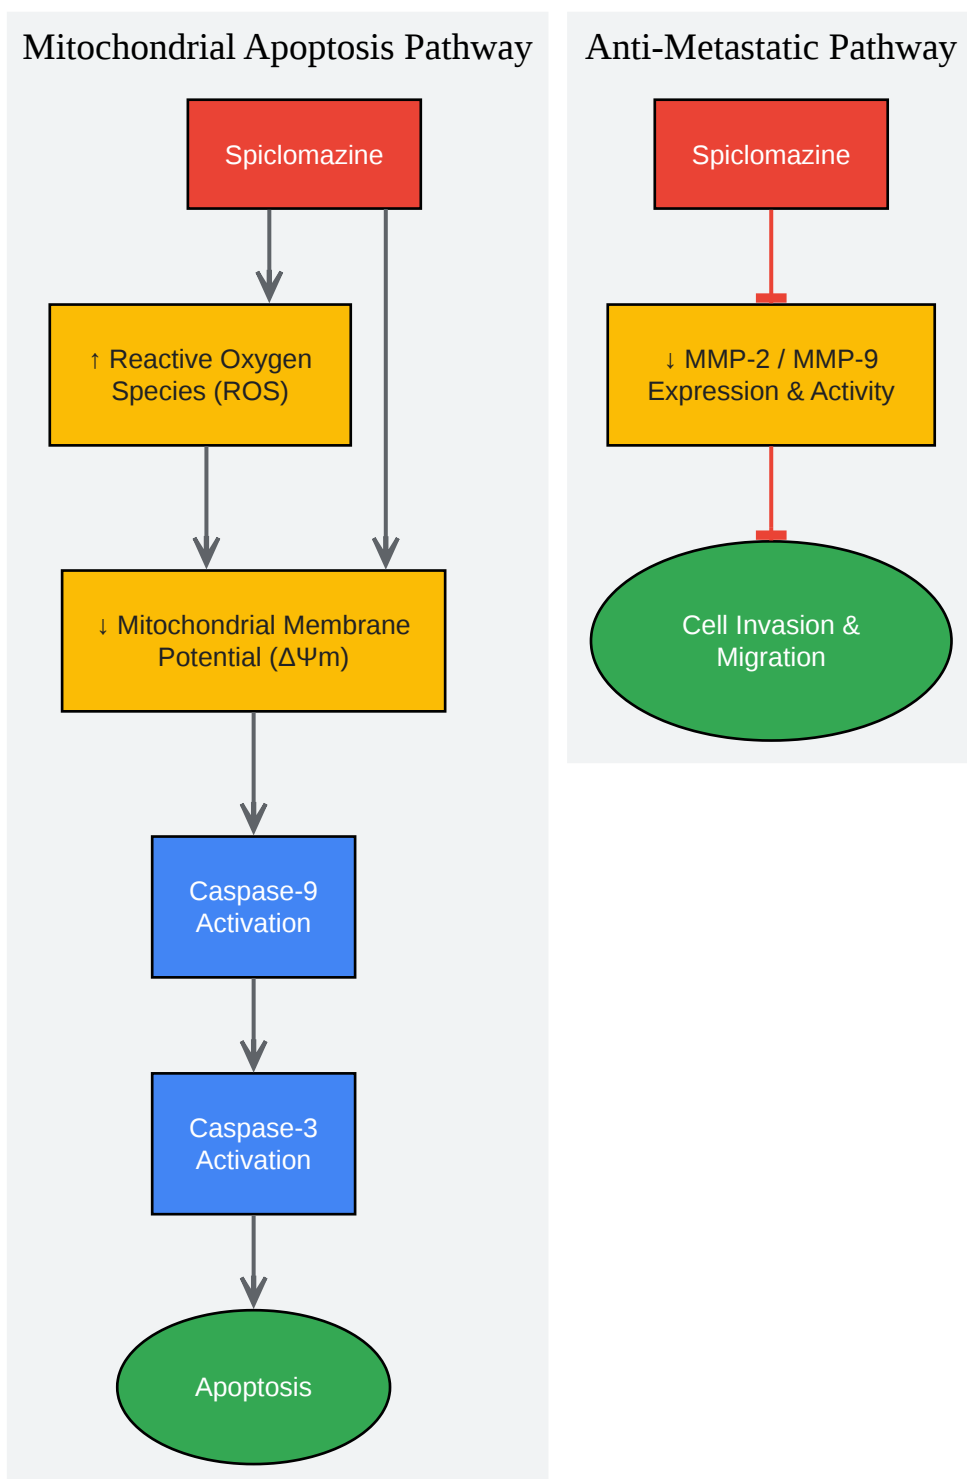 Mitochondrial Apoptosis Pathway
Spiclomazine
↑ Reactive Oxygen
Species (ROS)
↓ Mitochondrial Membrane
Potential (ΔΨm)
Caspase-9
Activation
Caspase-3
Activation
Apoptosis
Anti-Metastatic Pathway
Spiclomazine
↓ MMP-2 / MMP-9
Expression & Activity
Cell Invasion &
Migration